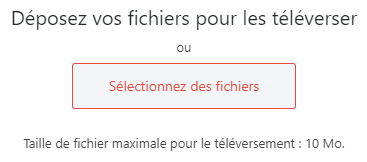 Déposez vos fichiers pour les téléverser
ou
Sélectionnez des fichiers
Taille de fichier maximale pour le téléversement : 10 Mo.